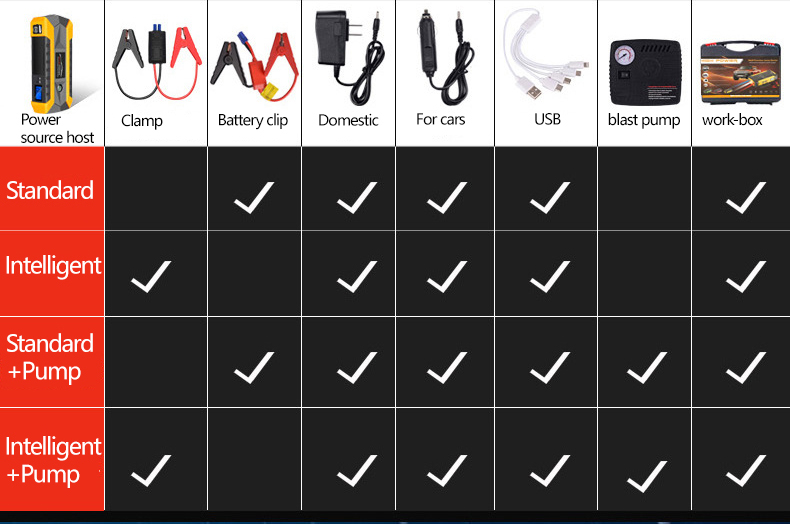 Power
source host
Clamp
Battery clip
Domestic
For cars
USB
blast pump
work-box
Standard
Intelligent
Standard
+Pump
Intelligent
+Pump